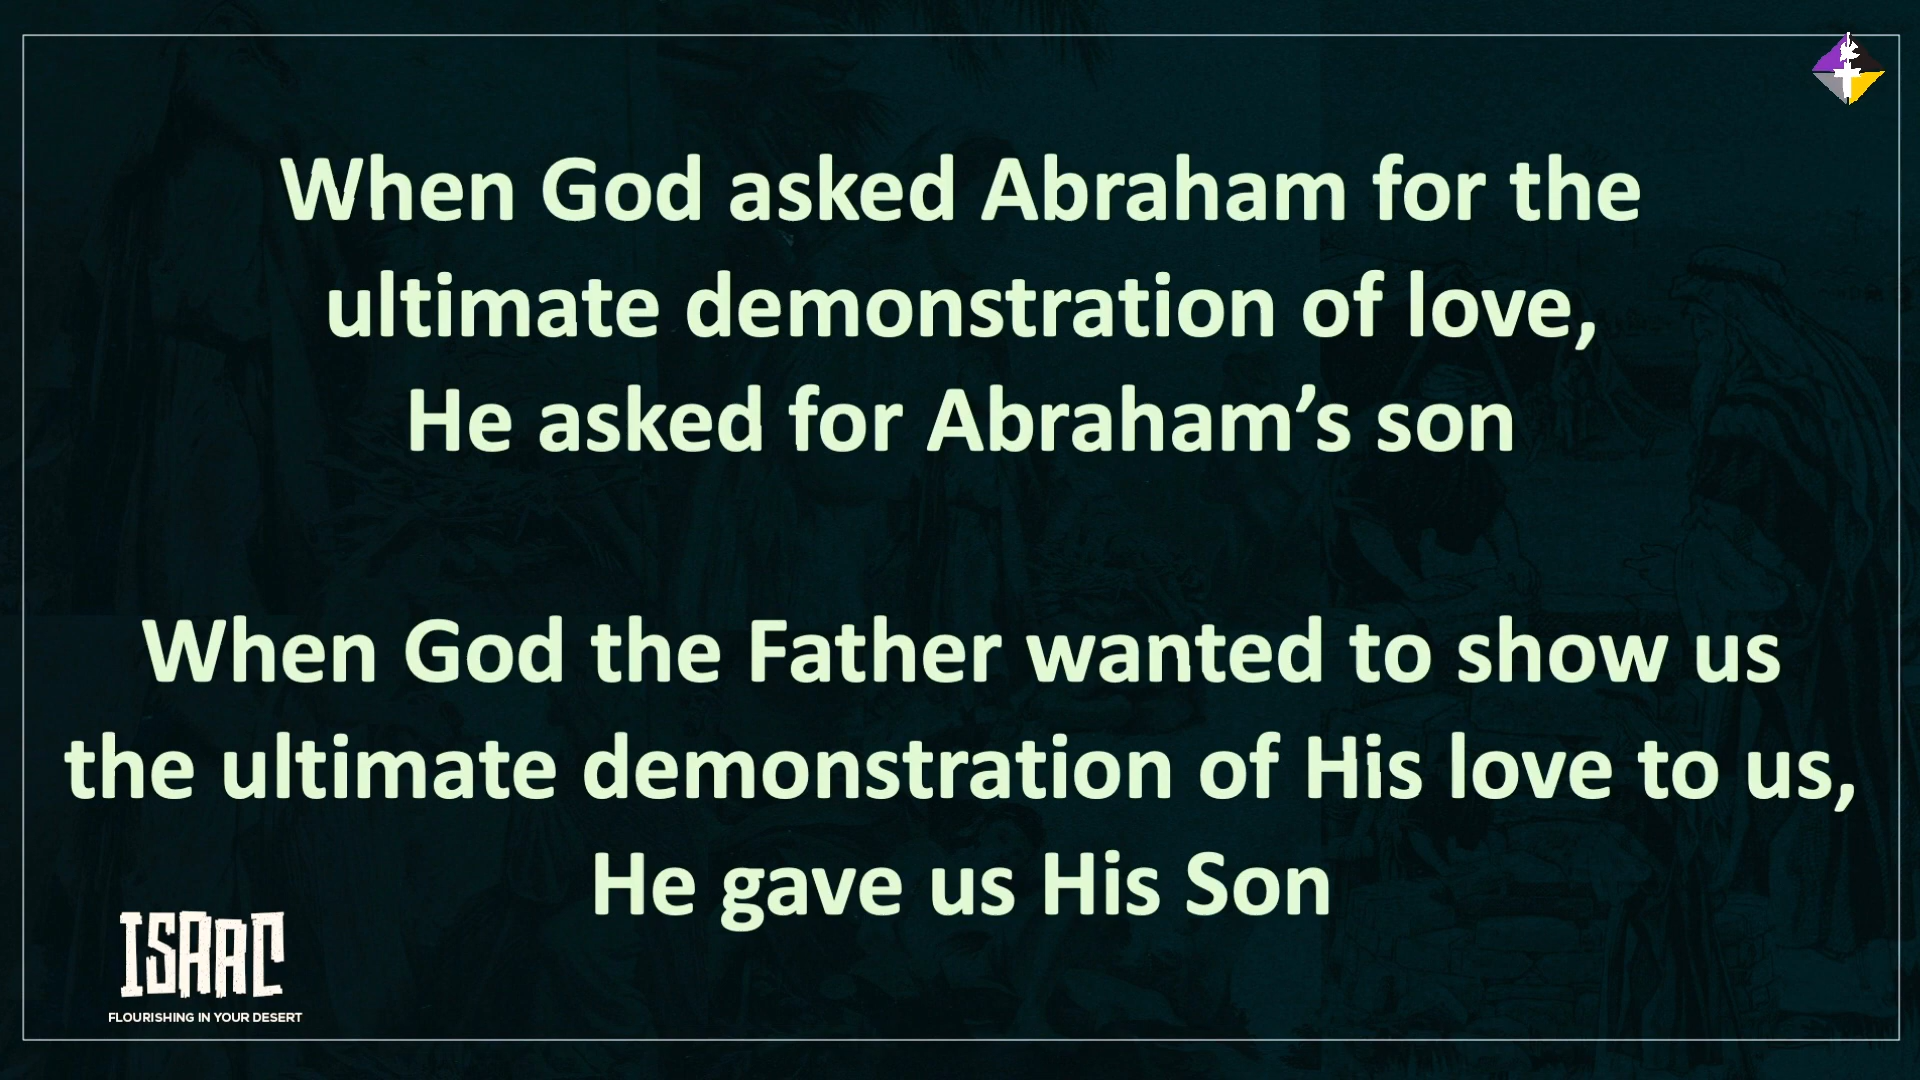 When God asked Abraham for the
ultimate demonstration of love,
He asked for Abraham’s son
When God the Father wanted to show us
the ultimate demonstration of His love to us,
He gave us His Son
ISAAC
FLOURISHING IN YOUR DESERT